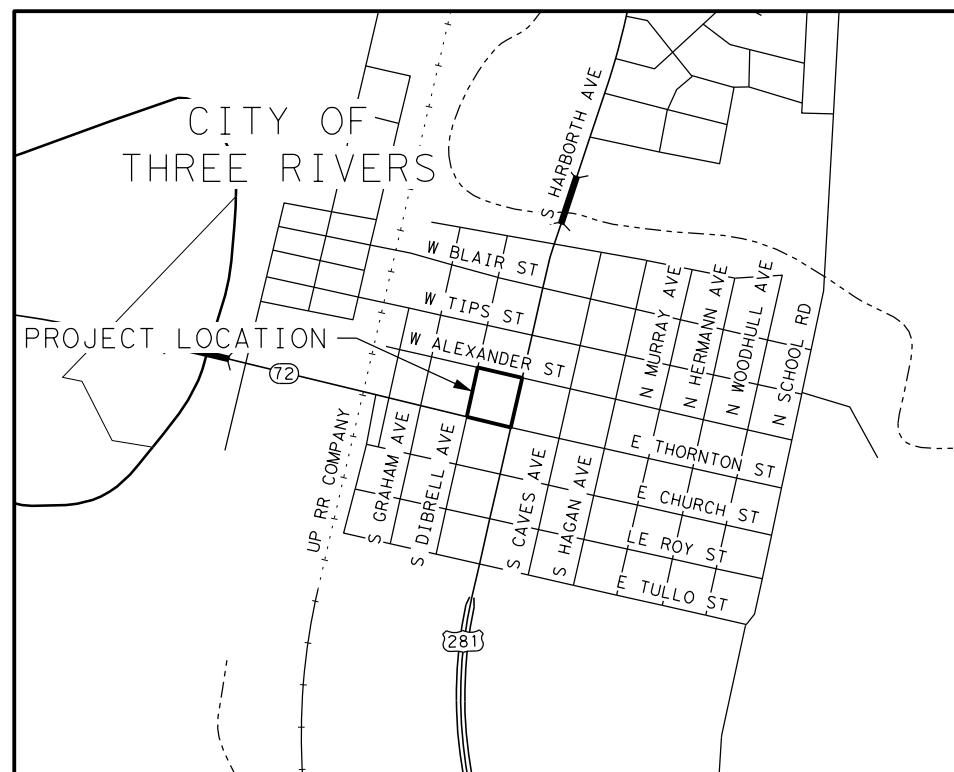 CITY OF
THREE RIVERS
S HARBORTH AVE
W BLAIR ST
W TIPS ST
PROJECT LOCATION
W ALEXANDER ST
72
N MURRAY AVE
N HERMANN AVE
N WOODHULL AVE
N SCHOOL RD
UP RR COMPANY
S GRAHAM AVE
S DIBRELL AVE
S CAVES AVE
S HAGAN AVE
E THORNTON ST
E CHURCH ST
LE ROY ST
E TULLO ST
281